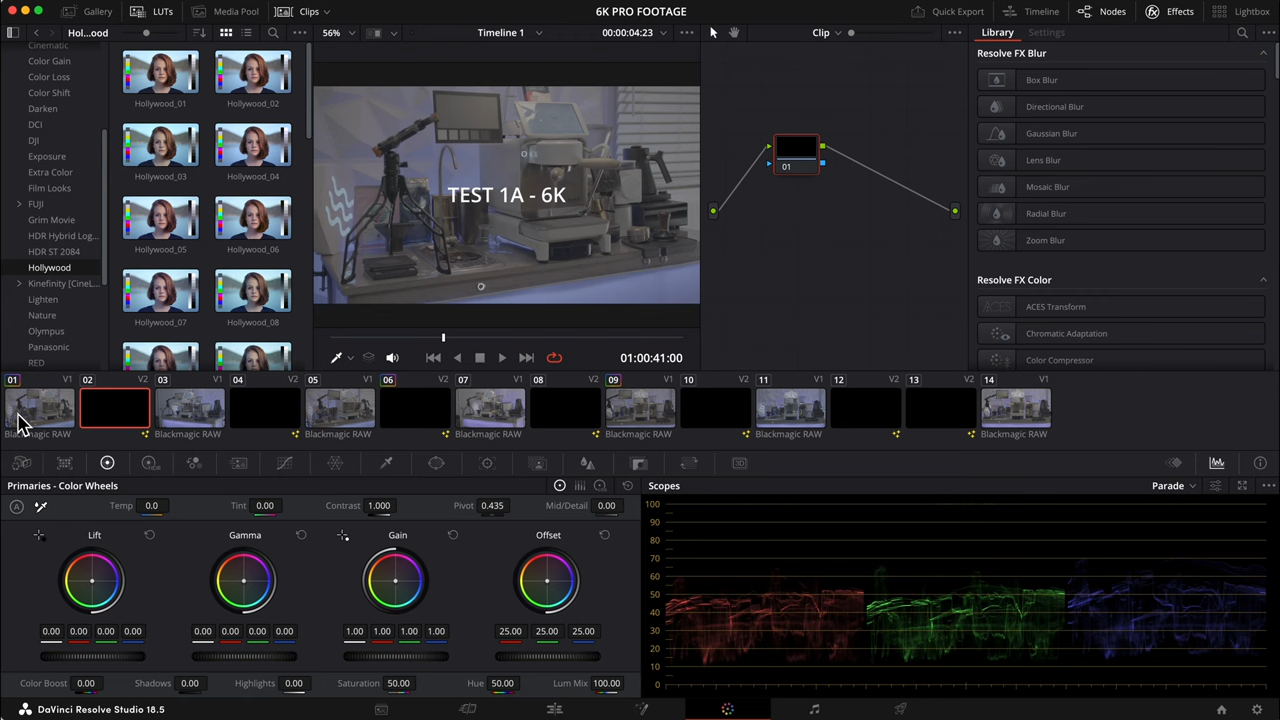 Gallery LUTs Media Pool Clips 6K PRO FOOTAGE Quick Export Timeline Nodes Effects Lightbox
Hol...ood 56% Timeline 1 00:00:04:23 Clip Library Settings
Cinematic
Color Gain
Color Loss
Color Shift
Darken
DCI
DJI
Exposure
Extra Color
Film Looks
FUJI
Grim Movie
HDR Hybrid Log...
HDR ST 2084
Hollywood
Kinefinity [CineL...
Lighten
Nature
Olympus
Panasonic
RED
Hollywood_01 Hollywood_02
Hollywood_03 Hollywood_04
Hollywood_05 Hollywood_06
Hollywood_07 Hollywood_08
TEST 1A - 6K
01:00:41:00
01
Resolve FX Blur
Box Blur
Directional Blur
Gaussian Blur
Lens Blur
Mosaic Blur
Radial Blur
Zoom Blur
Resolve FX Color
ACES ACES Transform
Chromatic Adaptation
Color Compressor
01 V1 02 V2 03 V1 04 V2 05 V1 06 V2 07 V1 08 V2 09 V1 10 V2 11 V1 12 V2 13 V2 14 V1
Blackmagic RAW Blackmagic RAW Blackmagic RAW Blackmagic RAW Blackmagic RAW Blackmagic RAW Blackmagic RAW
3D
Primaries - Color Wheels
A Temp 0.0 Tint 0.00 Contrast 1.000 Pivot 0.435 Mid/Detail 0.00
Lift Gamma Gain Offset
0.00 0.00 0.00 0.00 0.00 0.00 0.00 0.00 1.00 1.00 1.00 1.00 25.00 25.00 25.00
Color Boost 0.00 Shadows 0.00 Highlights 0.00 Saturation 50.00 Hue 50.00 Lum Mix 100.00
Scopes Parade
100
90
80
70
60
50
40
30
20
10
0
DaVinci Resolve Studio 18.5